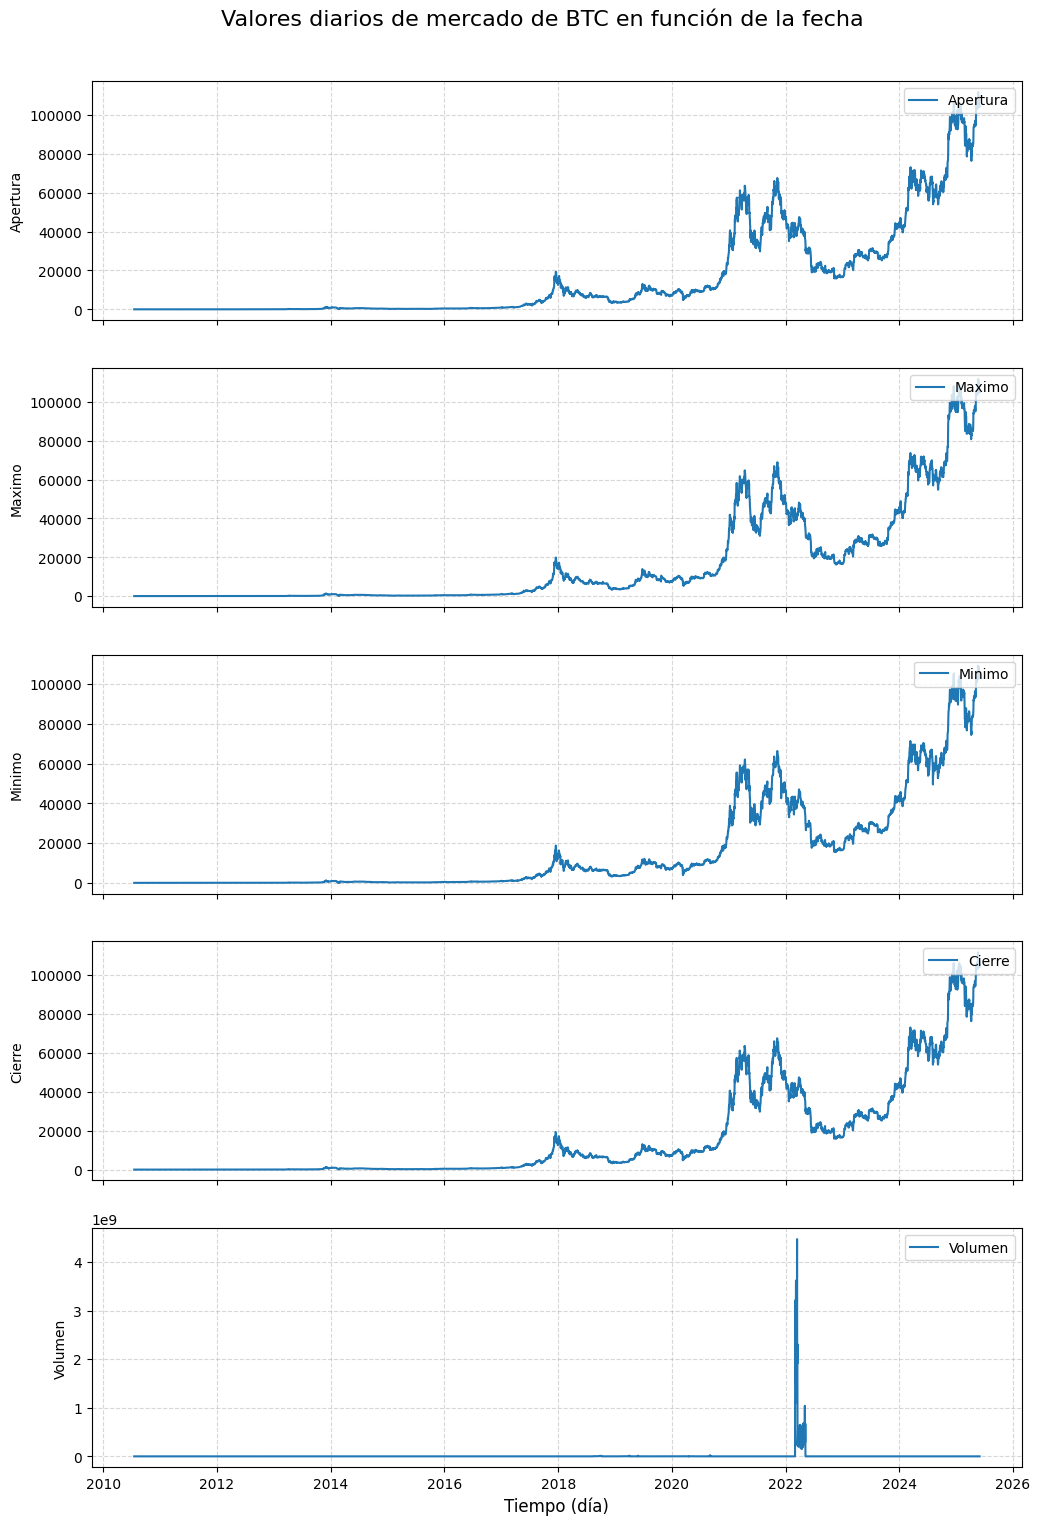 Valores diarios de mercado de BTC en función de la fecha
Apertura
100000
80000
60000
40000
20000
0
Apertura
Maximo
100000
80000
60000
40000
20000
0
Maximo
Minimo
100000
80000
60000
40000
20000
0
Minimo
Cierre
100000
80000
60000
40000
20000
0
Cierre
1e9
Volumen
4
3
2
1
0
Volumen
2010 2012 2014 2016 2018 2020 2022 2024 2026
Tiempo (día)